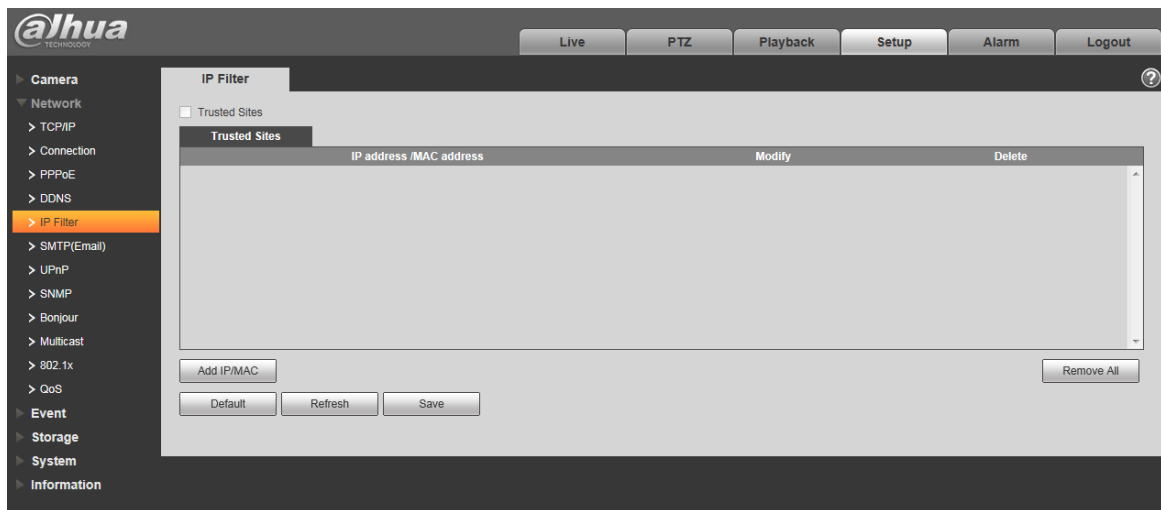 alhua
TECHNOLOGY
Live PTZ Playback Setup Alarm Logout
Camera
Network
> TCP/IP
> Connection
> PPPoE
> DDNS
> IP Filter
> SMTP(Email)
> UPnP
> SNMP
> Bonjour
> Multicast
> 802.1x
> QoS
Event
Storage
System
Information
IP Filter ?
Trusted Sites
Trusted Sites
IP address /MAC address Modify Delete
Add IP/MAC Remove All
Default Refresh Save